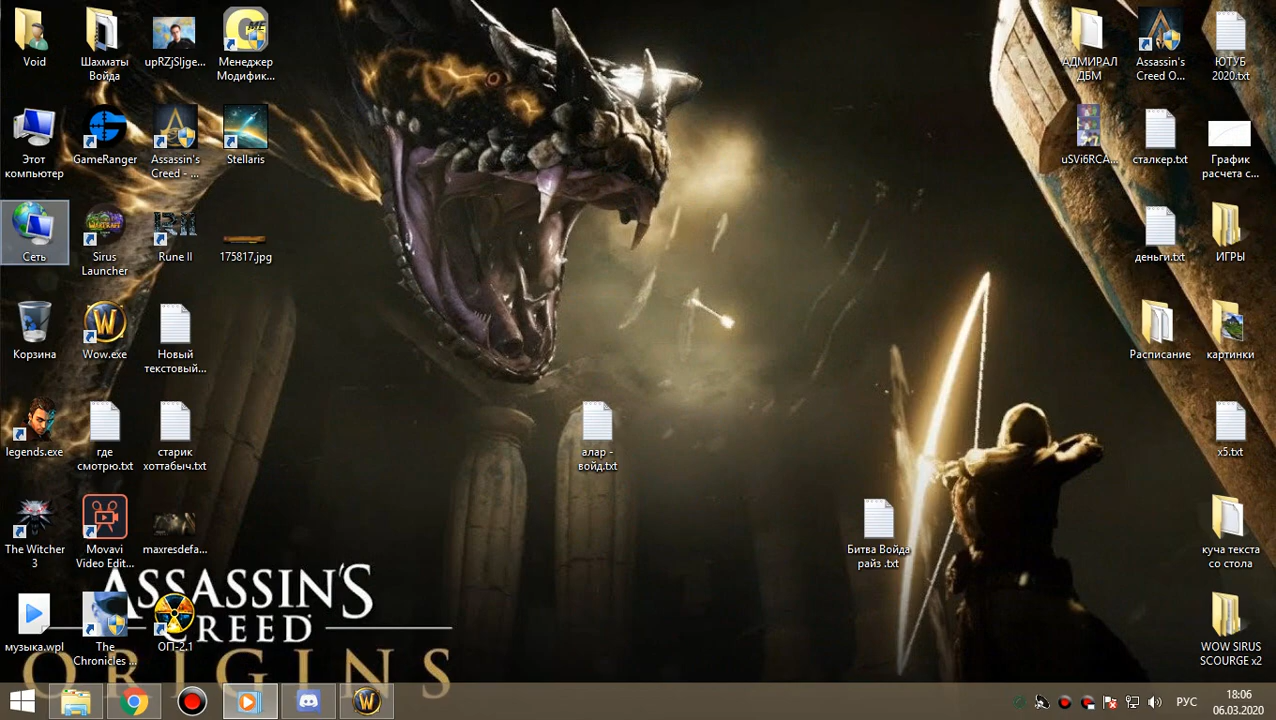 Void
Шахматы
Войда
upRZjSljge...
Менеджер
Модифик...
АДМИРАЛ
ДБМ
Assassin's
Creed O...
ЮТУБ
2020.txt
Этот
компьютер
GameRanger
Assassin's
Creed - ...
Stellaris
uSVi6RCA...
сталкер.txt
График
расчета с...
Сеть
Sirus
Launcher
Rune II
175817.jpg
деньги.txt
ИГРЫ
Корзина
Wow.exe
Новый
текстовый...
Расписание
картинки
legends.exe
где
смотрю.txt
старик
хоттабыч.txt
алар -
войд.txt
x5.txt
The Witcher
3
Movavi
Video Edit...
maxresdefa...
Битва Войда
райз .txt
куча текста
со стола
ASSASSIN'S
CREED
ORIGINS
музыка.wpl
The
Chronicles ...
ОП-2.1
WOW SIRUS
SCOURGE x2
РУС
18:06
06.03.2020